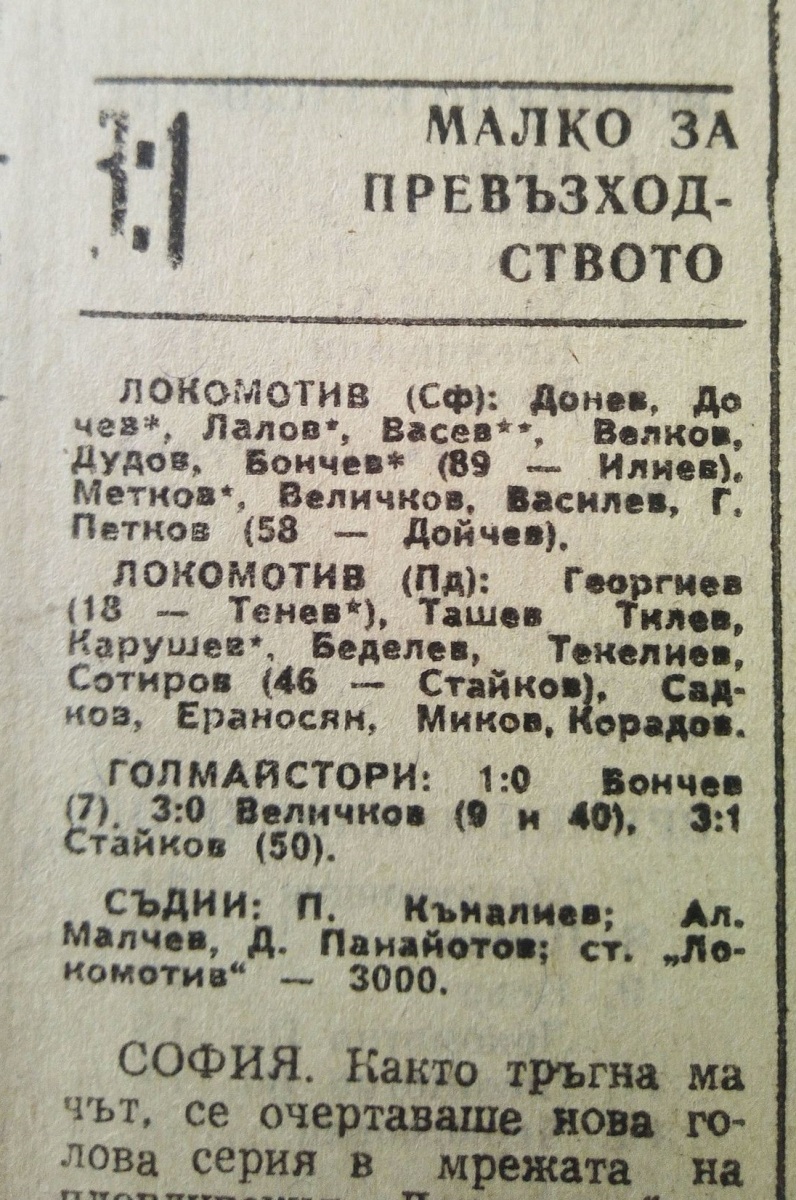 3:1
МАЛКО ЗА
ПРЕВЪЗХОД-
СТВОТО
ЛОКОМОТИВ (Сф): Донев, До
чев*, Лалов*, Васев**, Велков,
Дудов, Бончев* (89 — Илиев),
Метков*, Величков, Василев, Г.
Петков (58 — Дойчев).
ЛОКОМОТИВ (Пд): Георгиев
(18 — Тенев*), Ташев Тилев,
Карушев*, Беделев, Текелиев,
Сотиров (46 — Стайков), Сад-
ков, Ераносян, Миков, Корадов.
ГОЛМАЙСТОРИ: 1:0 Бончев
(7), 3:0 Величков (9 и 40), 3:1
Стайков (50).
СЪДИИ: П. Къналиев; Ал.
Малчев, Д. Панайотов; ст. „Ло-
комотив“ — 3000.
СОФИЯ. Както тръгна ма
чът, се очертаваше нова го-
лова серия в мрежата на